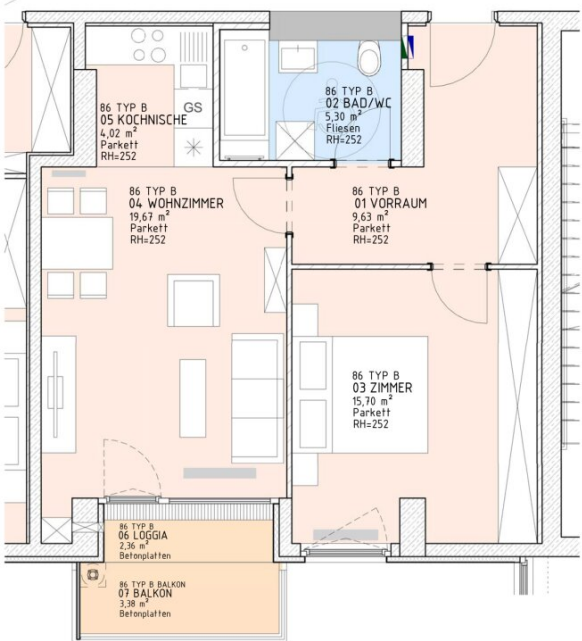 86 TYP B
05 KOCHNISCHE
4,02 m²
Parkett
RH=252
GS
86 TYP B
02 BAD/WC
5,30 m²
Fliesen
RH=252
86 TYP B
04 WOHNZIMMER
19,67 m²
Parkett
RH=252
86 TYP B
01 VORRAUM
9,63 m²
Parkett
RH=252
86 TYP B
03 ZIMMER
15,70 m²
Parkett
RH=252
86 TYP B
06 LOGGIA
2,36 m²
Betonplatten
86 TYP B BALKON
07 BALKON
3,38 m²
Betonplatten